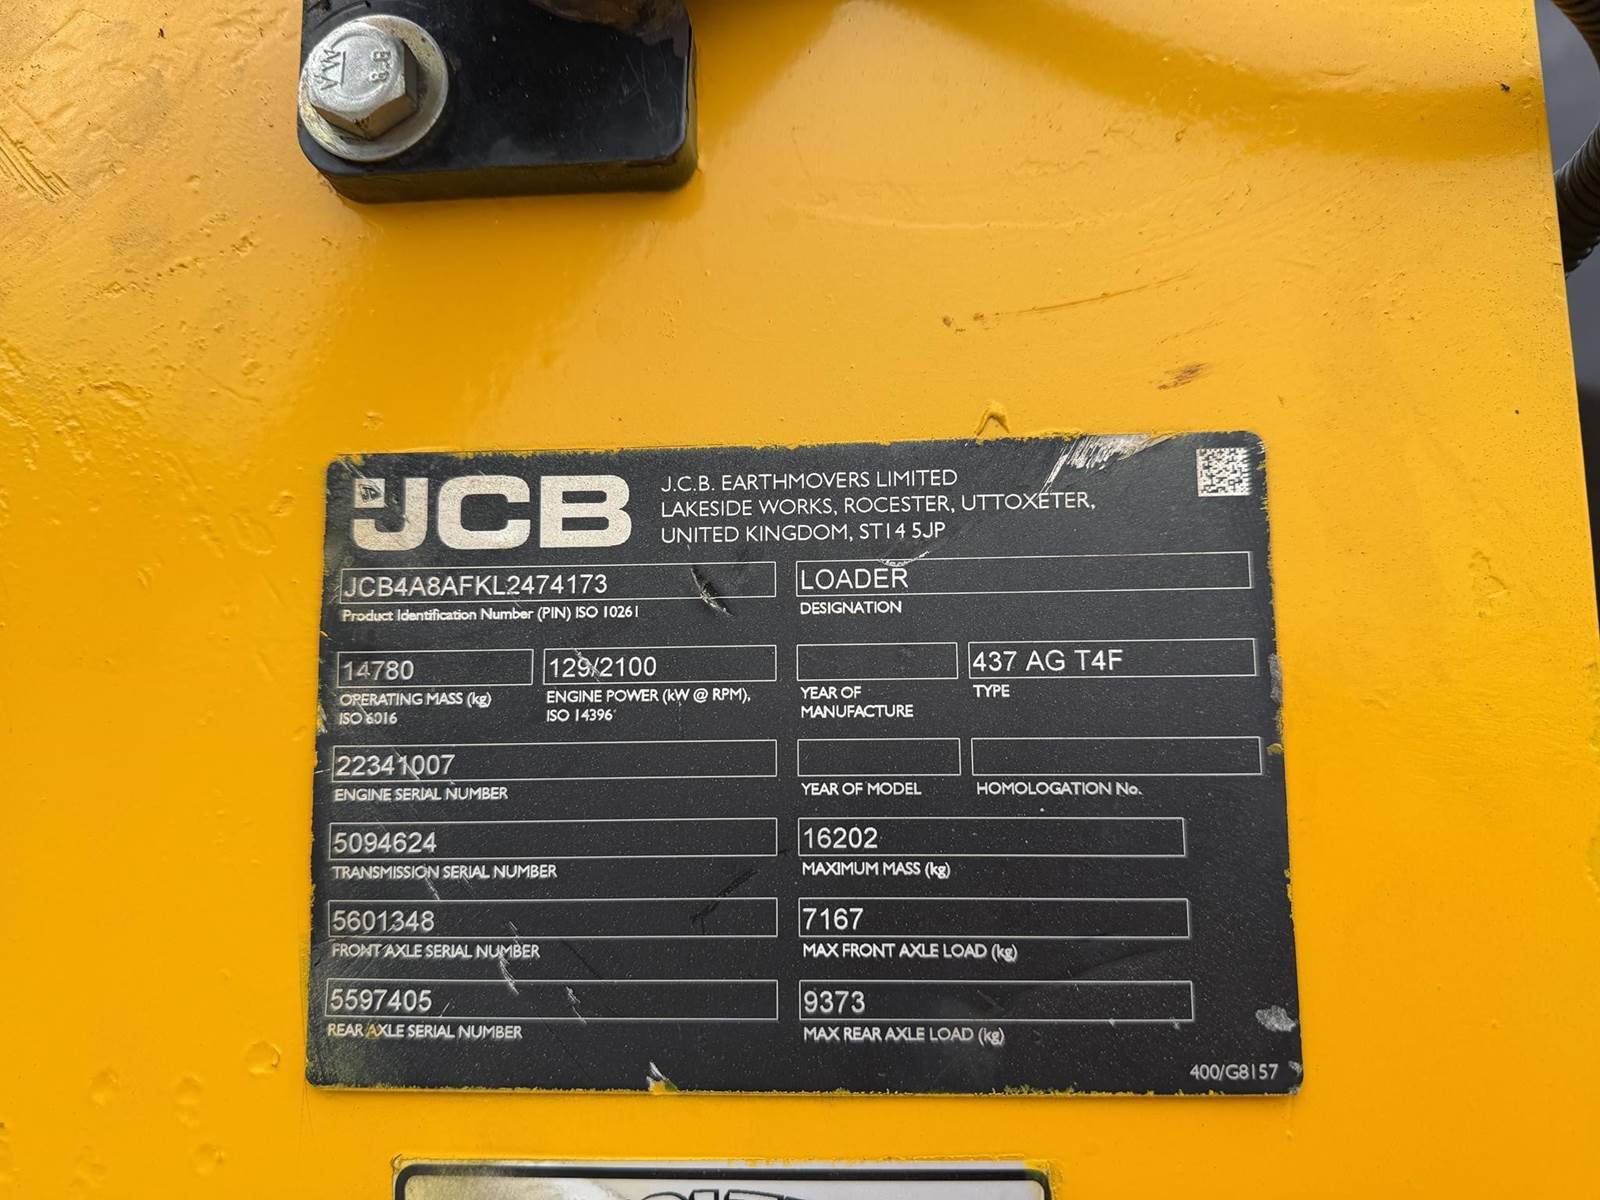 8.8
JCB
J.C.B. EARTHMOVERS LIMITED
LAKESIDE WORKS, ROCESTER, UTTOXETER,
UNITED KINGDOM, ST14 5JP
JCB4A8AFKL2474173
Product Identification Number (PIN) ISO 10261
LOADER
DESIGNATION
14780
OPERATING MASS (kg)
ISO 6016
129/2100
ENGINE POWER (kW @ RPM),
ISO 14396
YEAR OF
MANUFACTURE
437 AG T4F
TYPE
22341007
ENGINE SERIAL NUMBER
YEAR OF MODEL
HOMOLOGATION No.
5094624
TRANSMISSION SERIAL NUMBER
16202
MAXIMUM MASS (kg)
5601348
FRONT AXLE SERIAL NUMBER
7167
MAX FRONT AXLE LOAD (kg)
5597405
REAR AXLE SERIAL NUMBER
9373
MAX REAR AXLE LOAD (kg)
400/G8157